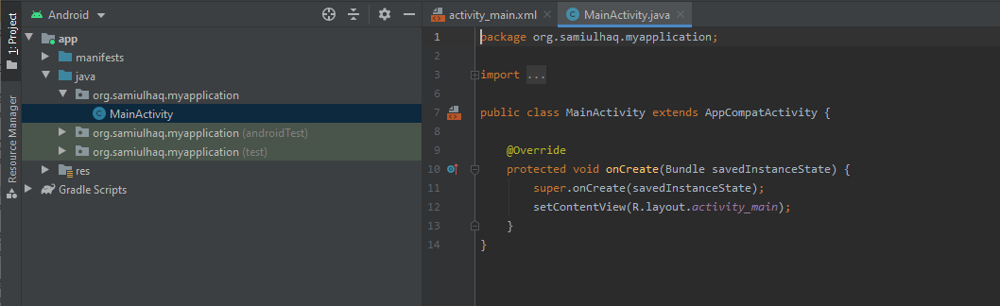 1: Project
Resource Manager
Android
app
manifests
java
org.samiulhaq.myapplication
MainActivity
org.samiulhaq.myapplication (androidTest)
org.samiulhaq.myapplication (test)
res
Gradle Scripts
activity_main.xml
MainActivity.java
1 package org.samiulhaq.myapplication;
2
3 import ...
6
7 public class MainActivity extends AppCompatActivity {
8
9 @Override
10 protected void onCreate(Bundle savedInstanceState) {
11 super.onCreate(savedInstanceState);
12 setContentView(R.layout.activity_main);
13 }
14 }